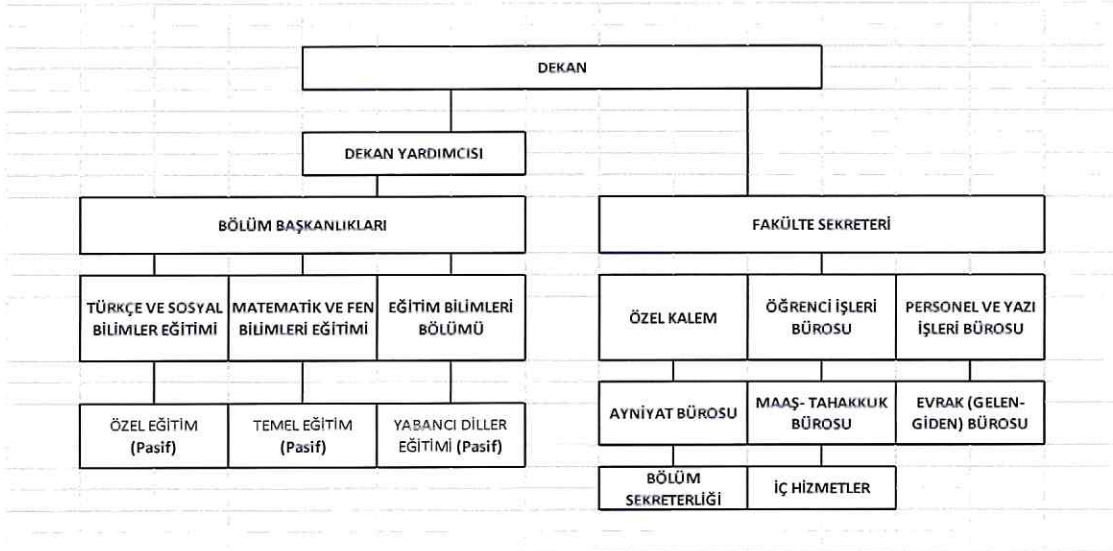 DEKAN
DEKAN YARDIMCISI
BÖLÜM BAŞKANLIKLARI
FAKÜLTE SEKRETERİ
TÜRKÇE VE SOSYAL
BİLİMLER EĞİTİMİ
MATEMATİK VE FEN
BİLİMLERİ EĞİTİMİ
EĞİTİM BİLİMLERİ
BÖLÜMÜ
ÖZEL KALEM
ÖĞRENCİ İŞLERİ
BÜROSU
PERSONEL VE YAZI
İŞLERİ BÜROSU
ÖZEL EĞİTİM
(Pasif)
TEMEL EĞİTİM
(Pasif)
YABANCI DİLLER
EĞİTİMİ (Pasif)
AYNİYAT BÜROSU
MAAŞ- TAHAKKUK
BÜROSU
EVRAK (GELEN-
GİDEN) BÜROSU
BÖLÜM
SEKRETERLİĞİ
İÇ HİZMETLER